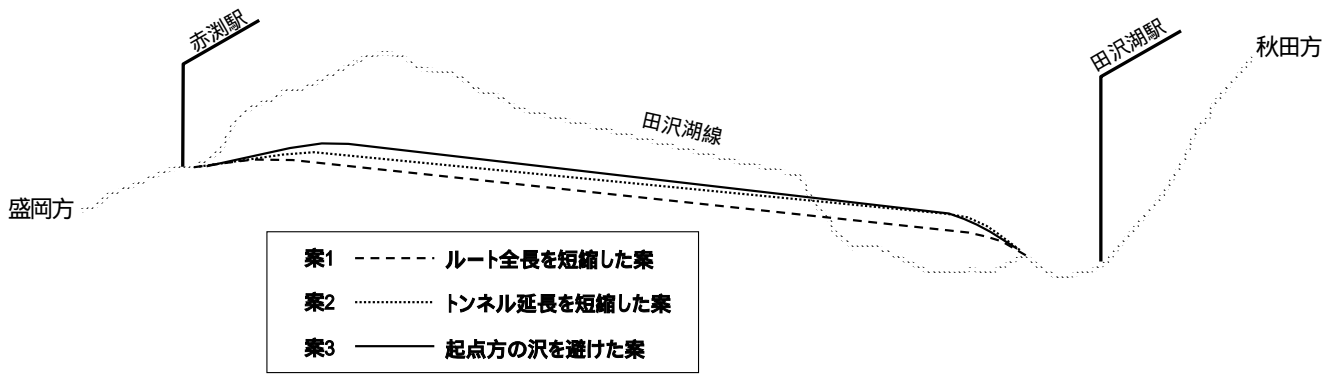 赤渕駅
田沢湖駅
秋田方
田沢湖線
盛岡方
案1 ルート全長を短縮した案
案2 トンネル延長を短縮した案
案3 起点方の沢を避けた案